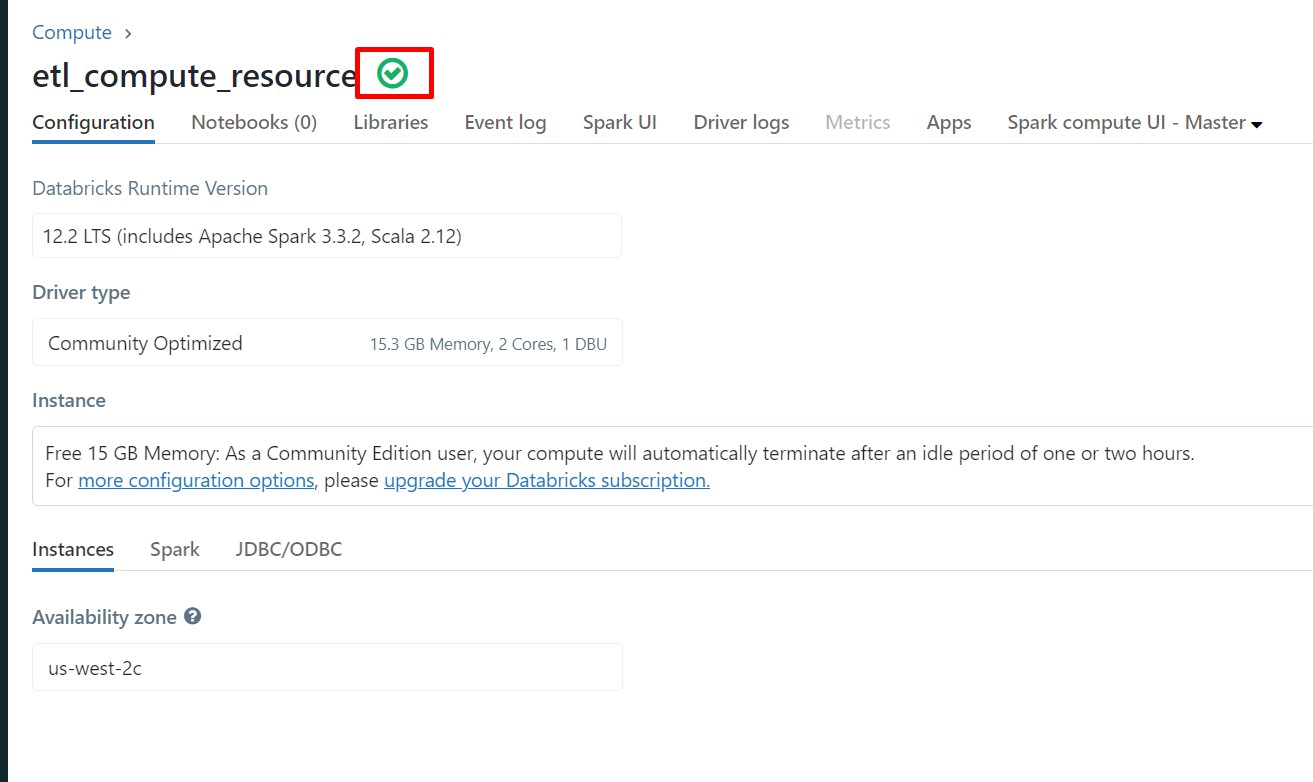 Compute >
etl_compute_resource
Configuration Notebooks (0) Libraries Event log Spark UI Driver logs Metrics Apps Spark compute UI - Master
Databricks Runtime Version
12.2 LTS (includes Apache Spark 3.3.2, Scala 2.12)
Driver type
Community Optimized 15.3 GB Memory, 2 Cores, 1 DBU
Instance
Free 15 GB Memory: As a Community Edition user, your compute will automatically terminate after an idle period of one or two hours.
For more configuration options, please upgrade your Databricks subscription.
Instances Spark JDBC/ODBC
Availability zone ?
us-west-2c